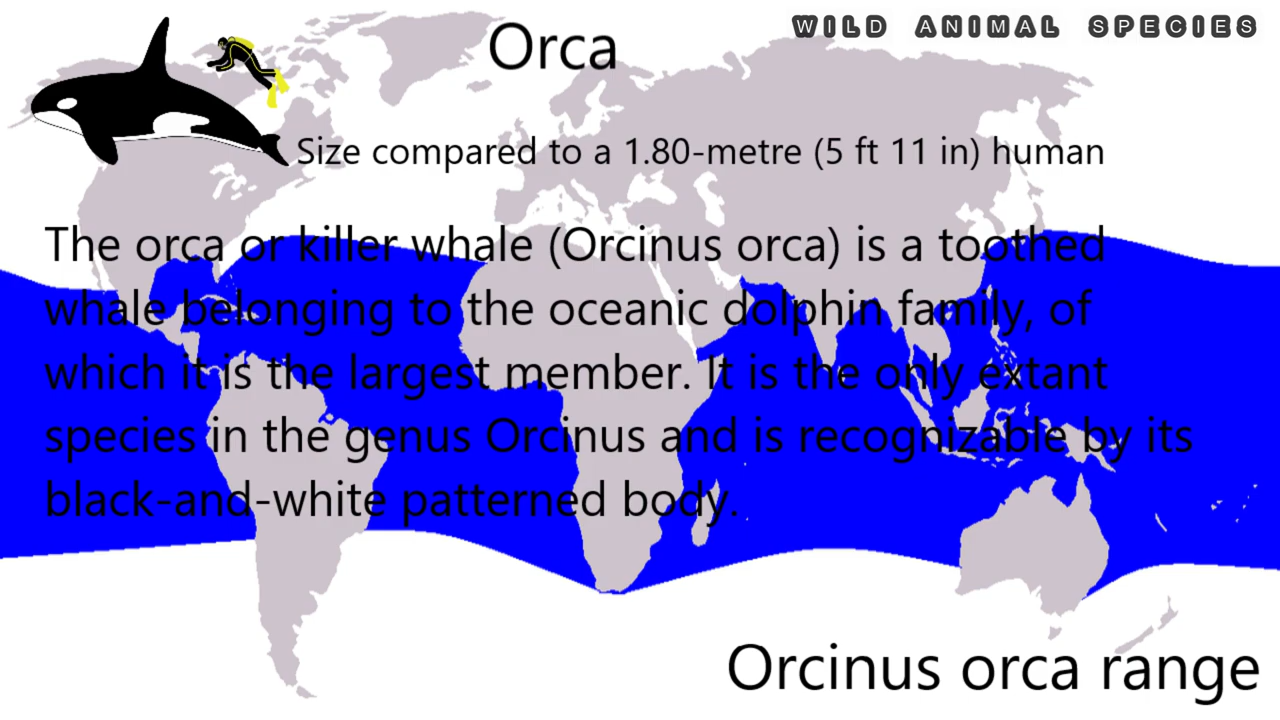 Orca
WILD ANIMAL SPECIES
Size compared to a 1.80-metre (5 ft 11 in) human
The orca or killer whale (Orcinus orca) is a toothed
whale belonging to the oceanic dolphin family, of
which it is the largest member. It is the only extant
species in the genus Orcinus and is recognizable by its
black-and-white patterned body.
Orcinus orca range